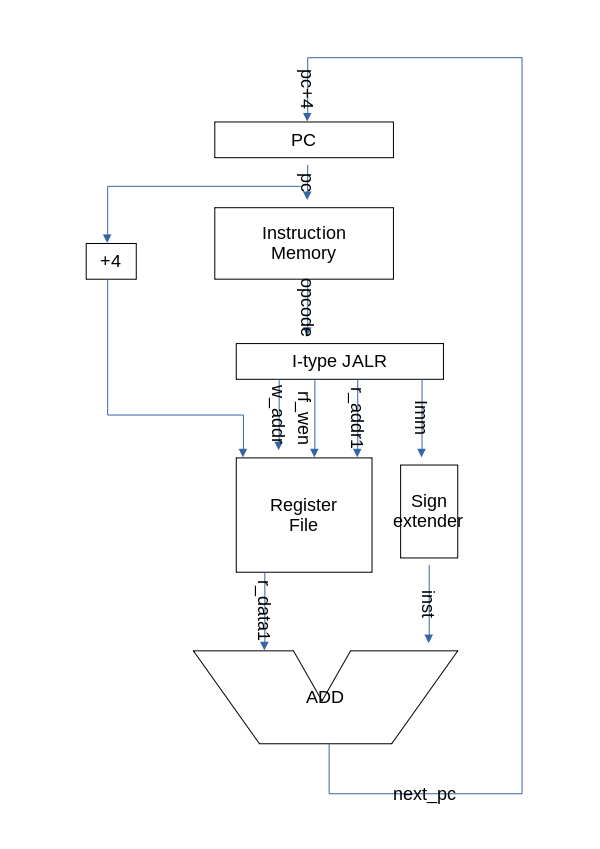 pc+4
PC
pc
Instruction
Memory
+4
opcode
I-type JALR
w_addr
rf_wen
r_addr1
Imm
Register
File
Sign
extender
r_data1
inst
ADD
next_pc